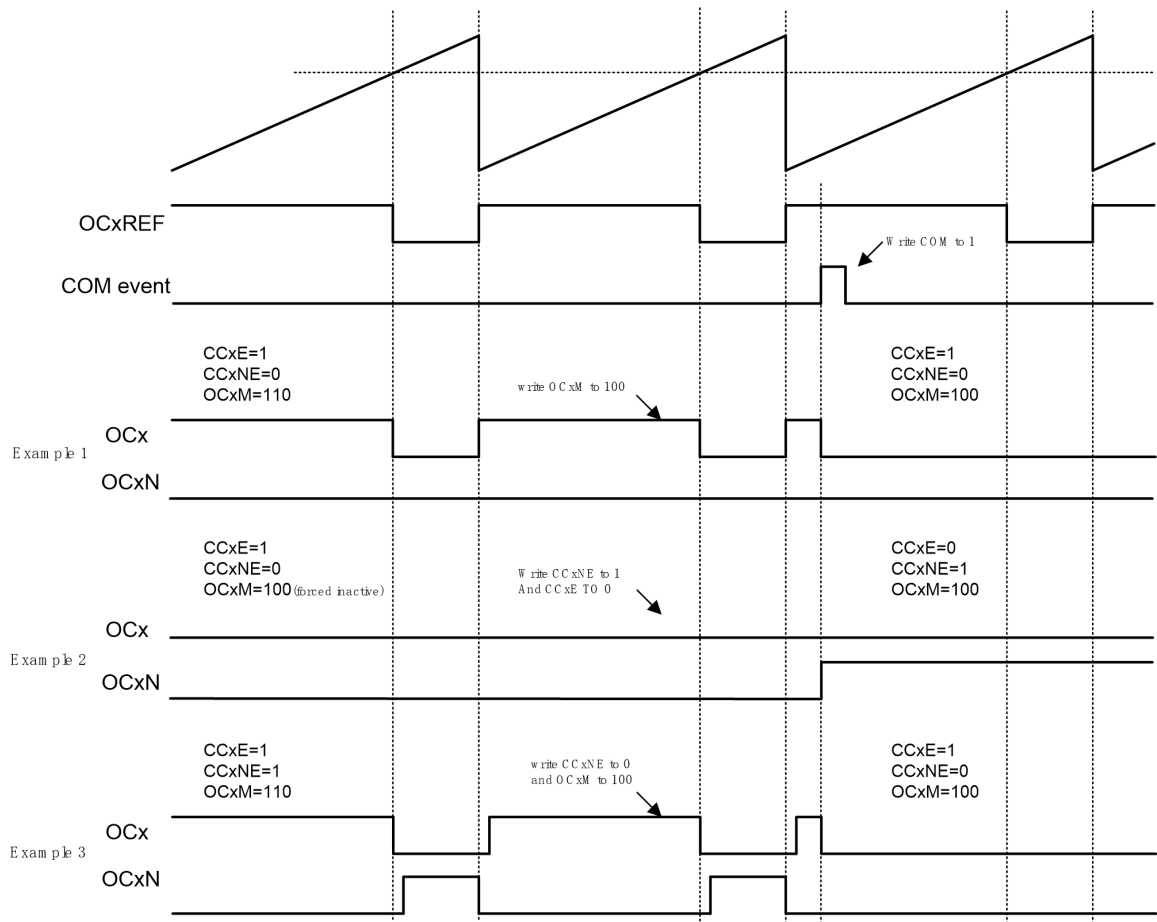 OCxREF
Write COM to 1
COM event
CCxE=1
CCxNE=0
OCxM=110
write OCxM to 100
CCxE=1
CCxNE=0
OCxM=100
OCx
Example 1
OCxN
CCxE=1
CCxNE=0
OCxM=100 (forced inactive)
Write CCxNE to 1
And CCxE TO 0
CCxE=0
CCxNE=1
OCxM=100
OCx
Example 2
OCxN
CCxE=1
CCxNE=1
OCxM=110
write CCxNE to 0
and OCxM to 100
CCxE=1
CCxNE=0
OCxM=100
OCx
Example 3
OCxN